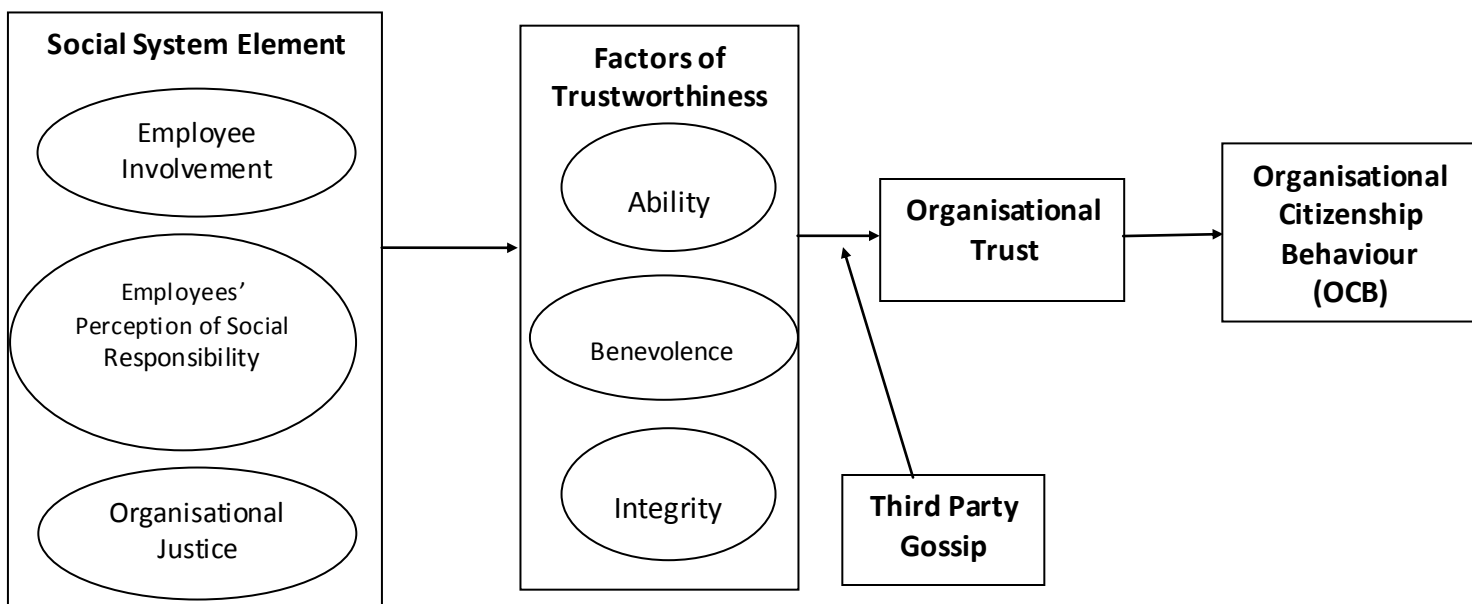 Social System Element
Employee
Involvement
Employees’
Perception of Social
Responsibility
Organisational
Justice
Factors of
Trustworthiness
Ability
Benevolence
Integrity
Third Party
Gossip
Organisational
Trust
Organisational
Citizenship
Behaviour
(OCB)